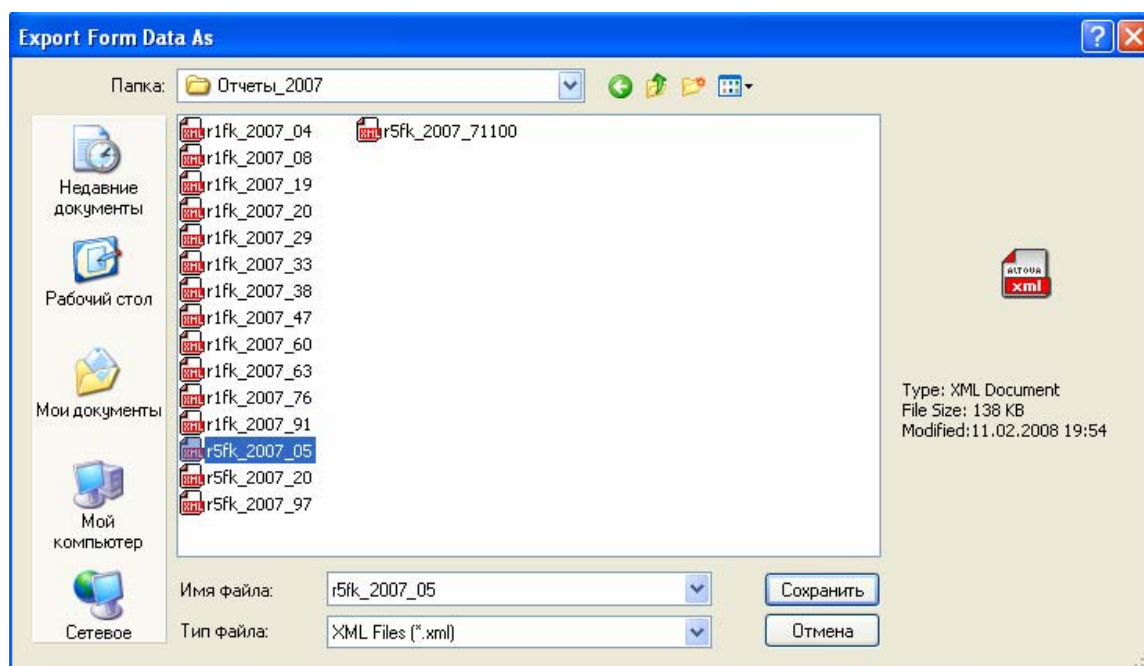 Export Form Data As
Папка: Отчеты_2007
Недавние документы
Рабочий стол
Мои документы
Мой компьютер
Сетевое
r1fk_2007_04
r1fk_2007_08
r1fk_2007_19
r1fk_2007_20
r1fk_2007_29
r1fk_2007_33
r1fk_2007_38
r1fk_2007_47
r1fk_2007_60
r1fk_2007_63
r1fk_2007_76
r1fk_2007_91
r5fk_2007_05
r5fk_2007_20
r5fk_2007_97
r5fk_2007_71100
ALTOVA
xml
Type: XML Document
File Size: 138 KB
Modified:11.02.2008 19:54
Имя файла: r5fk_2007_05 Сохранить
Тип файла: XML Files (*.xml) Отмена